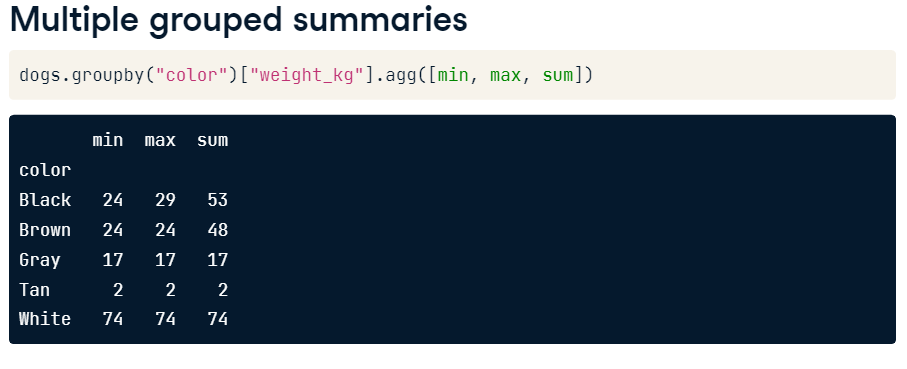 Multiple grouped summaries
dogs.groupby("color")["weight_kg"].agg([min, max, sum])
min max sum
color
Black 24 29 53
Brown 24 24 48
Gray 17 17 17
Tan 2 2 2
White 74 74 74